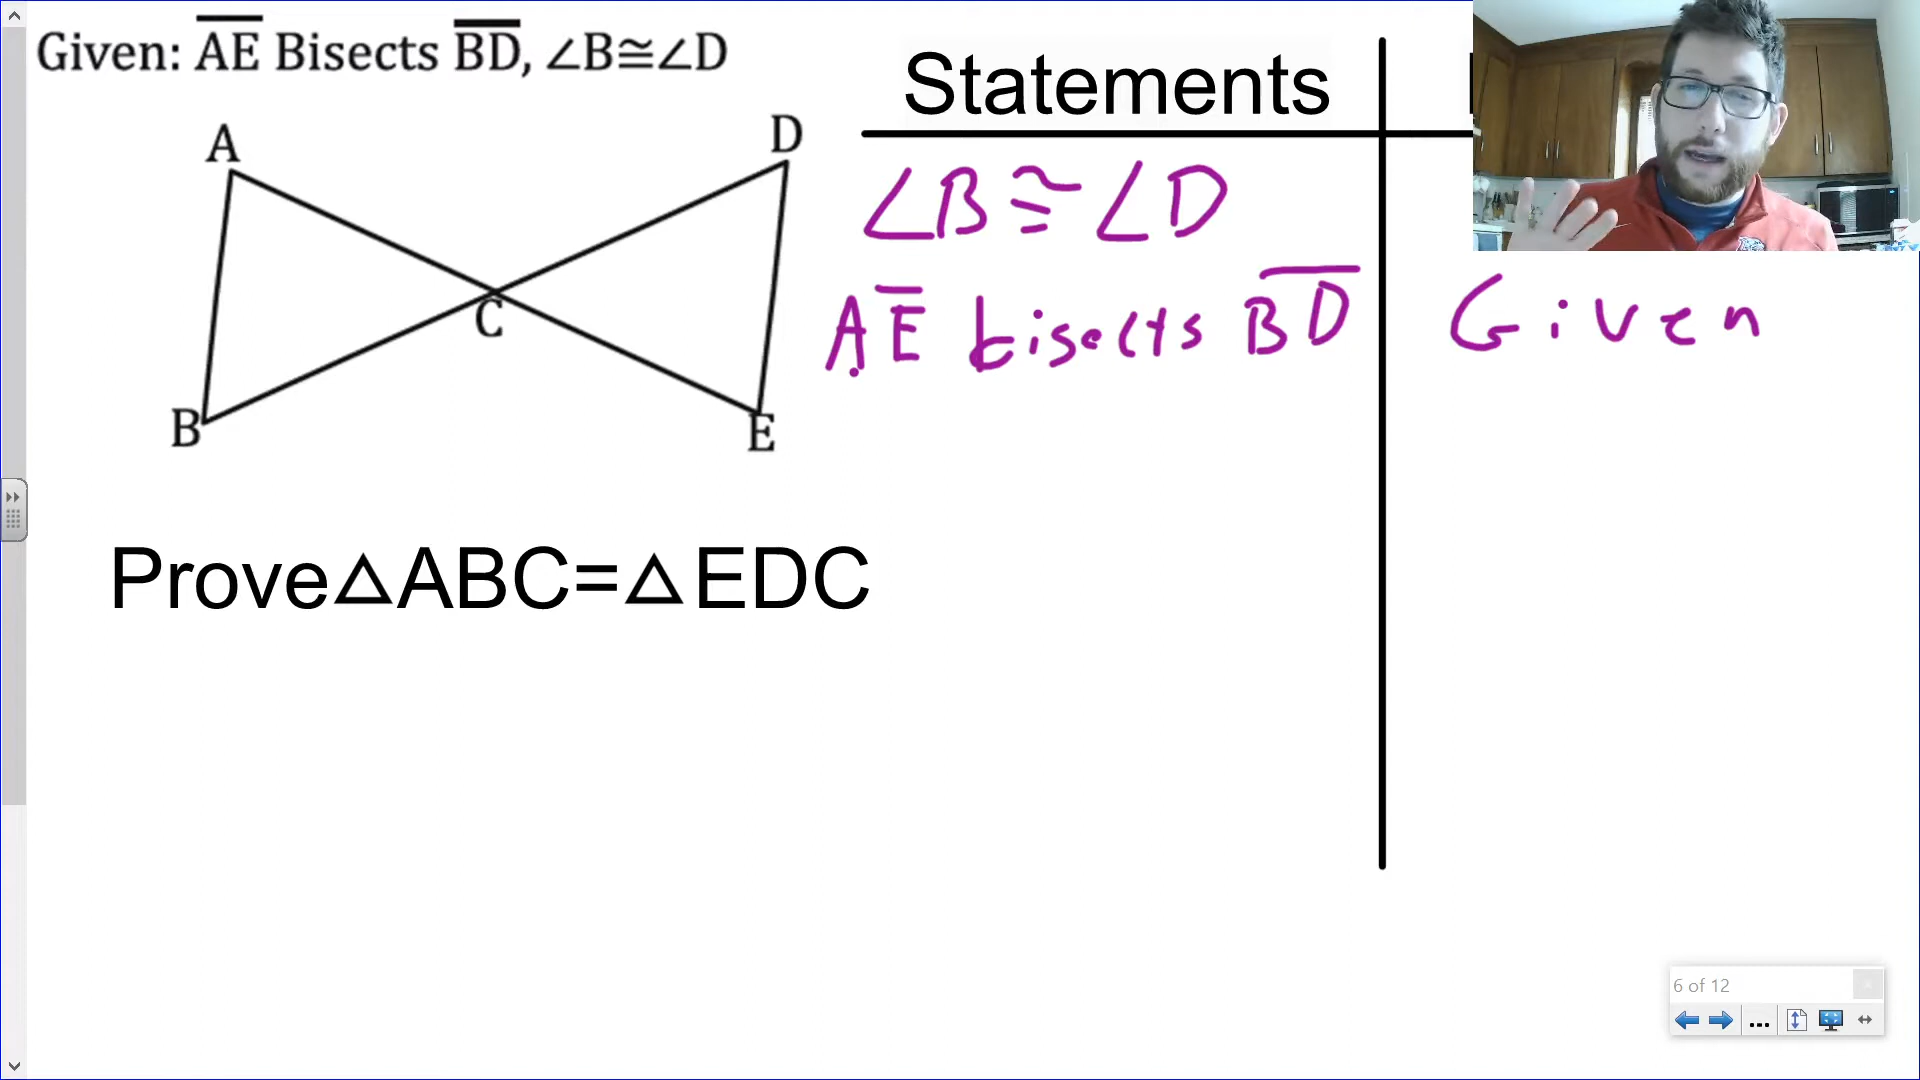 Given: AE Bisects BD, ∠B≅∠D
Statements
A
D
∠B ≅ ∠D
C
AE bisects BD
Given
B
E
Prove△ABC=△EDC
6 of 12
...